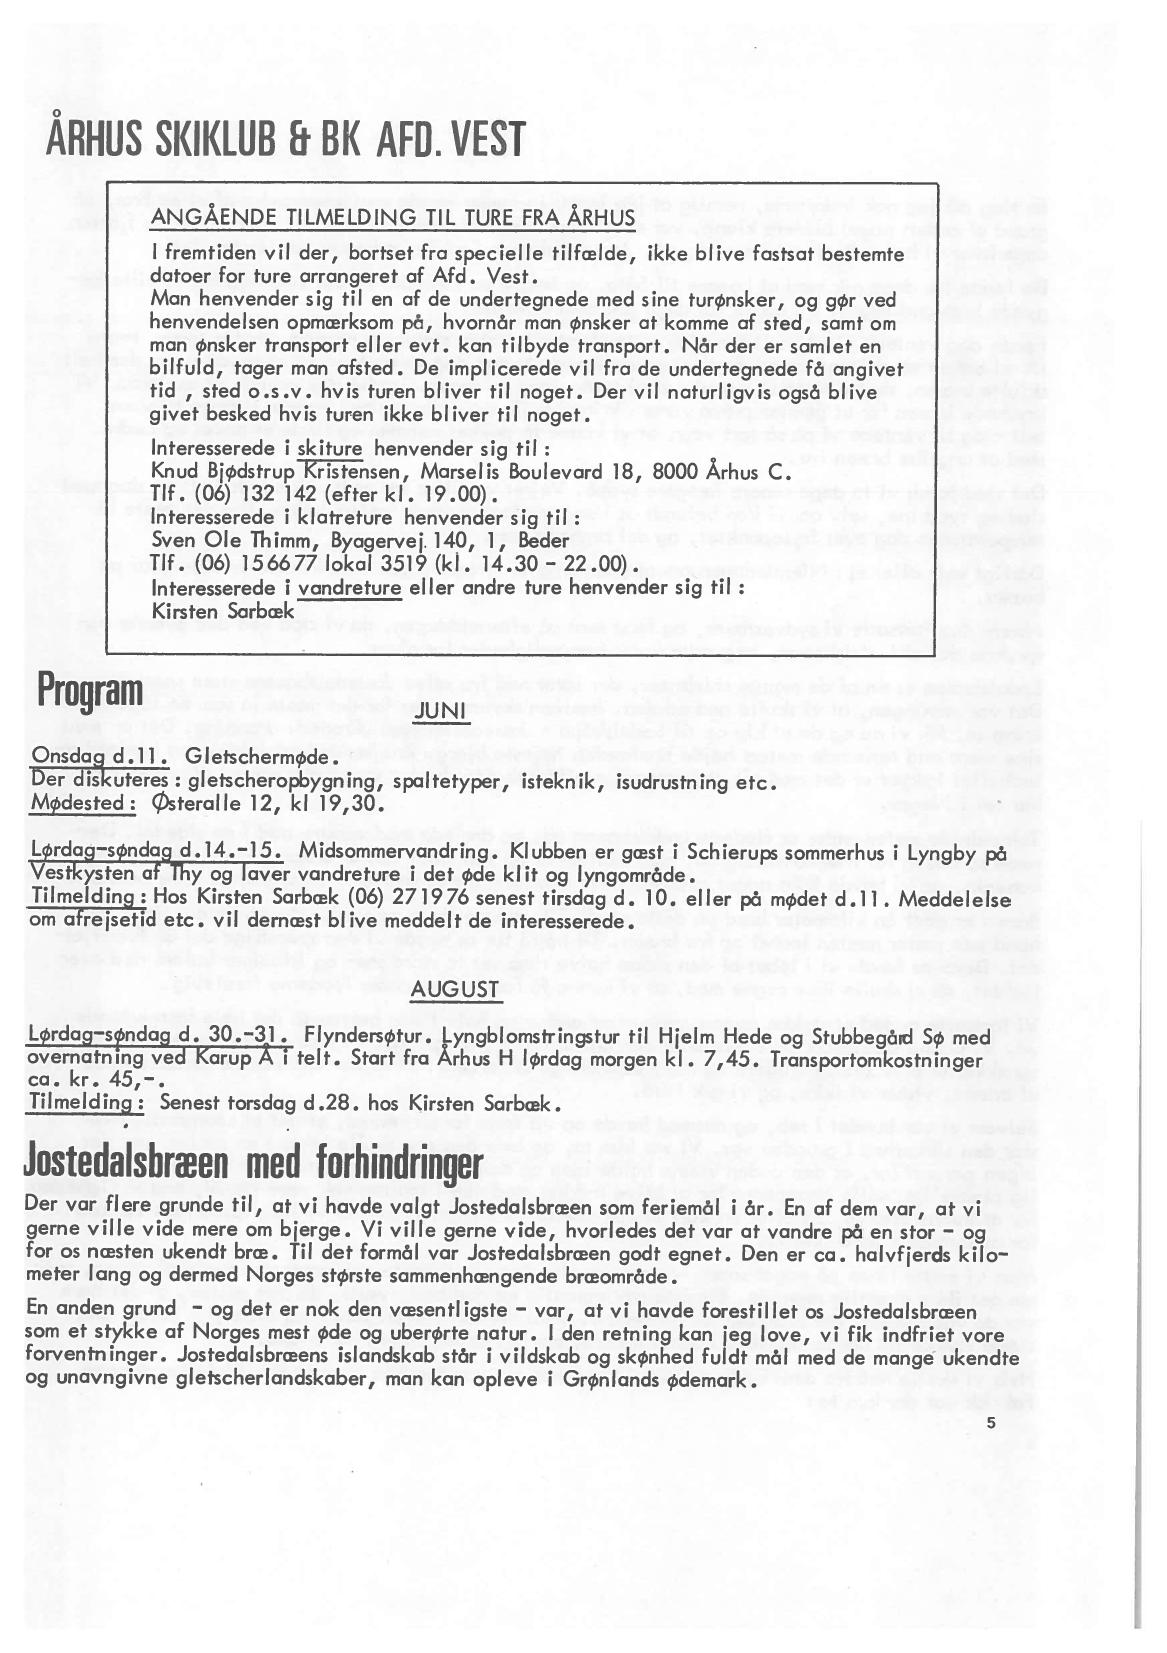 ÅRHUS SKIKLUB & BK AFD. VEST
ANGÅENDE TILMELDING TIL TURE FRA ÅRHUS
I fremtiden vil der, bortset fra specielle tilfælde, ikke blive fastsat bestemte
datoer for ture arrangeret af Afd. Vest.
Man henvender sig til en af de undertegnede med sine turønsker, og gør ved
henvendelsen opmærksom på, hvornår man ønsker at komme af sted, samt om
man ønsker transport eller evt. kan tilbyde transport. Når der er samlet en
bilfuld, tager man afsted. De implicerede vil fra de undertegnede få angivet
tid , sted o.s.v. hvis turen bliver til noget. Der vil naturligvis også blive
givet besked hvis turen ikke bliver til noget.
Interesserede i skiture henvender sig til :
Knud Bjødstrup Kristensen, Marselis Boulevard 18, 8000 Århus C.
Tlf. (06) 132 142 (efter kl. 19.00).
Interesserede i klatreture henvender sig til :
Sven Ole Thimm, Byagervej. 140, 1, Beder
Tlf. (06) 156677 lokal 3519 (kl. 14.30 - 22.00).
Interesserede i vandreture eller andre ture henvender sig til :
Kirsten Sarbæk
Program
JUNI
Onsdag d.11. Gletschermøde.
Der diskuteres : gletscheropbygning, spaltetyper, isteknik, isudrustning etc.
Mødested : Østeralle 12, kl 19,30.
Lørdag-søndag d.14.-15. Midsommervandring. Klubben er gæst i Schierups sommerhus i Lyngby på
Vestkysten af Thy og laver vandreture i det øde klit og lyngområde.
Tilmelding : Hos Kirsten Sarbæk (06) 271976 senest tirsdag d. 10. eller på mødet d.11. Meddelelse
om afrejsetid etc. vil dernæst blive meddelt de interesserede.
AUGUST
Lørdag-søndag d. 30.-31. Flyndersøtur. Lyngblomstringstur til Hjelm Hede og Stubbegård Sø med
overnatning ved Karup Å i telt. Start fra Århus H lørdag morgen kl. 7,45. Transportomkostninger
ca. kr. 45,-.
Tilmelding : Senest torsdag d.28. hos Kirsten Sarbæk.
Jostedalsbræen med forhindringer
Der var flere grunde til, at vi havde valgt Jostedalsbræen som feriemål i år. En af dem var, at vi
gerne ville vide mere om bjerge. Vi ville gerne vide, hvorledes det var at vandre på en stor - og
for os næsten ukendt bræ. Til det formål var Jostedalsbræen godt egnet. Den er ca. halvfjerds kilo-
meter lang og dermed Norges største sammenhængende bræområde.
En anden grund - og det er nok den væsentligste - var, at vi havde forestillet os Jostedalsbræen
som et stykke af Norges mest øde og uberørte natur. I den retning kan jeg love, vi fik indfriet vore
forventninger. Jostedalsbræens islandskab står i vildskab og skønhed fuldt mål med de mange ukendte
og unavngivne gletscherlandskaber, man kan opleve i Grønlands ødemark.
5